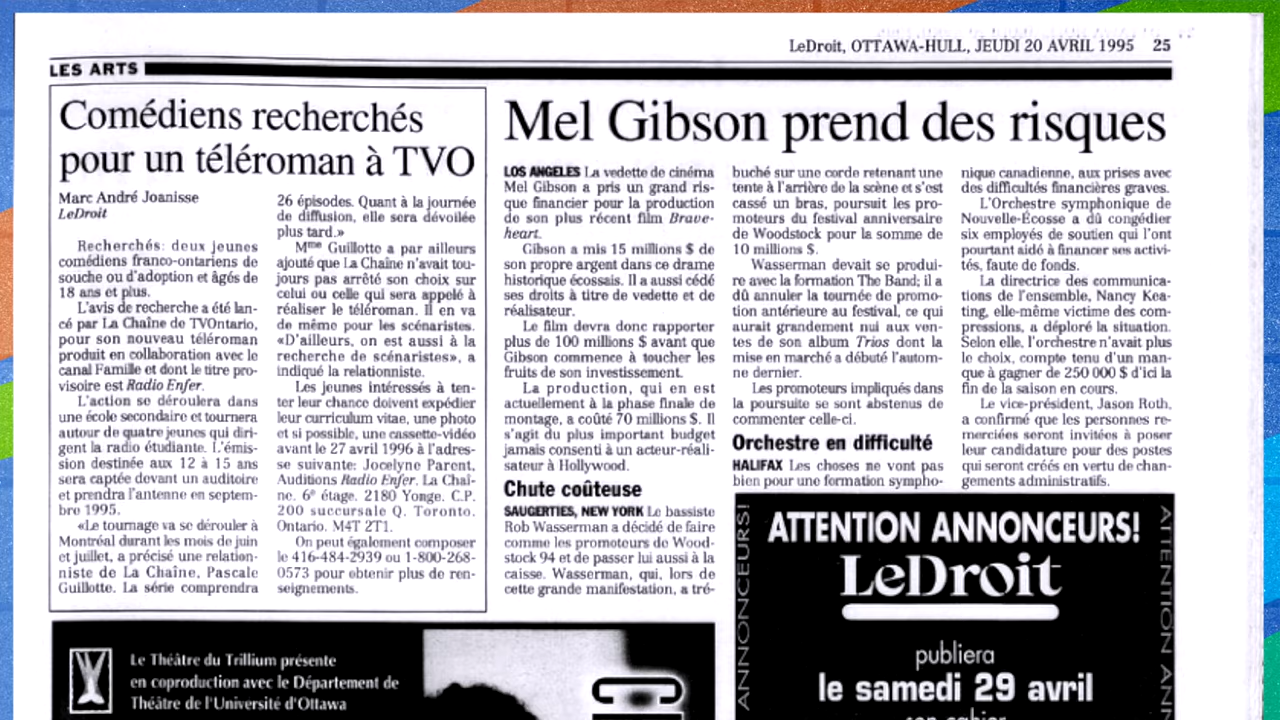 LeDroit, OTTAWA-HULL, JEUDI 20 AVRIL 1995 25
LES ARTS
Comédiens recherchés
pour un téléroman à TVO
Marc André Joanisse
LeDroit
Recherchés: deux jeunes
comédiens franco-ontariens de
souche ou d'adoption et âgés de
18 ans et plus.
L'avis de recherche a été lan-
cé par La Chaîne de TVOntario,
pour son nouveau téléroman
produit en collaboration avec le
canal Famille et dont le titre pro-
visoire est Radio Enfer.
L'action se déroulera dans
une école secondaire et tournera
autour de quatre jeunes qui diri-
gent la radio étudiante. L'émis-
sion destinée aux 12 à 15 ans
sera captée devant un auditoire
et prendra l'antenne en septem-
bre 1995.
«Le tournage va se dérouler à
Montréal durant les mois de juin
et juillet, a précisé une relation-
niste de La Chaîne, Pascale
Guillotte. La série comprendra
26 épisodes. Quant à la journée
de diffusion, elle sera dévoilée
plus tard.»
Mme Guillotte a par ailleurs
ajouté que La Chaîne n'avait tou-
jours pas arrêté son choix sur
celui ou celle qui sera appelé à
réaliser le téléroman. Il en va
de même pour les scénaristes.
«D'ailleurs, on est aussi à la
recherche de scénaristes», a
indiqué la relationniste.
Les jeunes intéressés à ten-
ter leur chance doivent expédier
leur curriculum vitae, une photo
et si possible, une cassette-vidéo
avant le 27 avril 1996 à l'adres-
se suivante: Jocelyne Parent,
Auditions Radio Enfer. La Chaî-
ne. 6e étage. 2180 Yonge. C.P.
200 succursale Q. Toronto.
Ontario. M4T 2T1.
On peut également composer
le 416-484-2939 ou 1-800-268-
0573 pour obtenir plus de ren-
seignements.
Mel Gibson prend des risques
LOS ANGELES La vedette de cinéma
Mel Gibson a pris un grand ris-
que financier pour la production
de son plus récent film Brave-
heart.
Gibson a mis 15 millions $ de
son propre argent dans ce drame
historique écossais. Il a aussi cédé
ses droits à titre de vedette et de
réalisateur.
Le film devra donc rapporter
plus de 100 millions $ avant que
Gibson commence à toucher les
fruits de son investissement.
La production, qui en est
actuellement à la phase finale de
montage, a coûté 70 millions $. Il
s'agit du plus important budget
jamais consenti à un acteur-réali-
sateur à Hollywood.
Chute coûteuse
SAUGERTIES, NEW YORK Le bassiste
Rob Wasserman a décidé de faire
comme les promoteurs de Wood-
stock 94 et de passer lui aussi à la
caisse. Wasserman, qui, lors de
cette grande manifestation, a tré-
buché sur une corde retenant une
tente à l'arrière de la scène et s'est
cassé un bras, poursuit les pro-
moteurs du festival anniversaire
de Woodstock pour la somme de
10 millions $.
Wasserman devait se produi-
re avec la formation The Band; il a
dû annuler la tournée de promo-
tion antérieure au festival, ce qui
aurait grandement nui aux ven-
tes de son album Trios dont la
mise en marché a débuté l'autom-
ne dernier.
Les promoteurs impliqués dans
la poursuite se sont abstenus de
commenter celle-ci.
Orchestre en difficulté
HALIFAX Les choses ne vont pas
bien pour une formation sympho-
nique canadienne, aux prises avec
des difficultés financières graves.
L'Orchestre symphonique de
Nouvelle-Écosse a dû congédier
six employés de soutien qui l'ont
pourtant aidé à financer ses activi-
tés, faute de fonds.
La directrice des communica-
tions de l'ensemble, Nancy Kea-
ting, elle-même victime des com-
pressions, a déploré la situation.
Selon elle, l'orchestre n'avait plus
le choix, compte tenu d'un man-
que à gagner de 250 000 $ d'ici la
fin de la saison en cours.
Le vice-président, Jason Roth,
a confirmé que les personnes re-
merciées seront invitées à poser
leur candidature pour des postes
qui seront créés en vertu de chan-
gements administratifs.
Le Théâtre du Trillium présente
en coproduction avec le Département de
Théâtre de l'Université d'Ottawa
ANNONCEURS!
ATTENTION ANNONCEURS!
LeDroit
publiera
le samedi 29 avril
son cahier
ATTENTION ANN